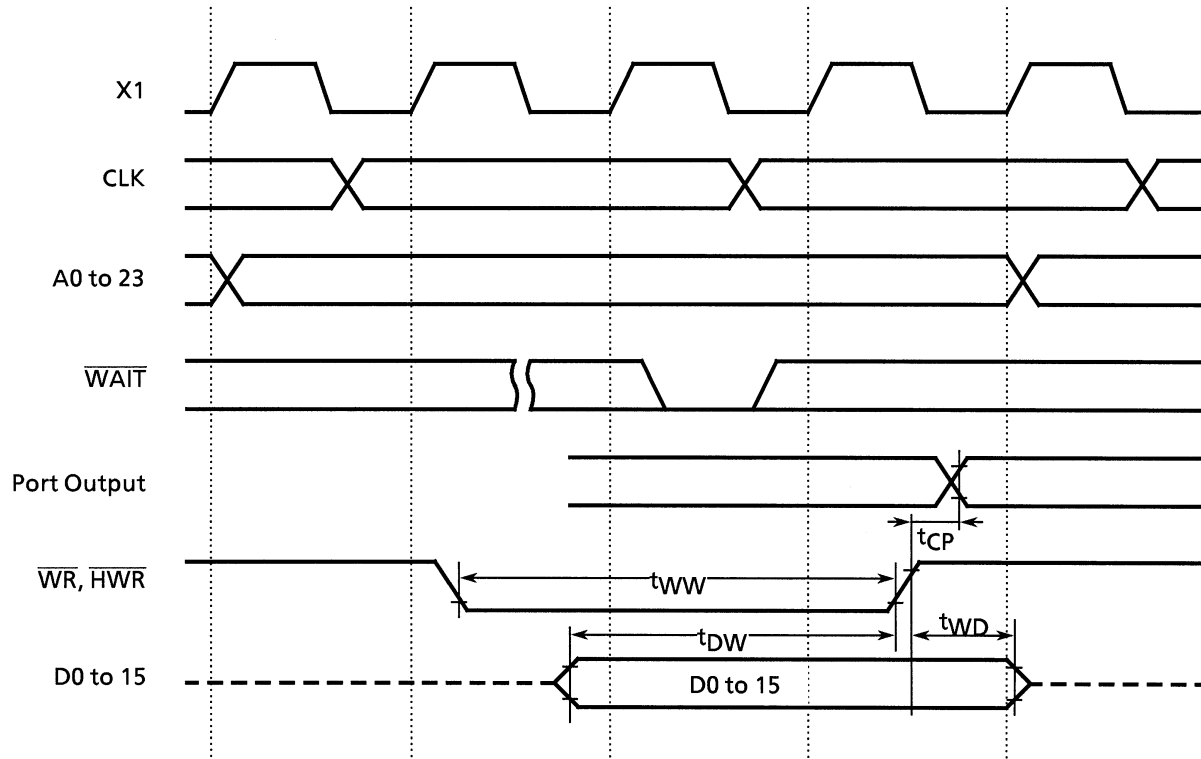 X1
CLK
A0 to 23
WAIT
Port Output
tCP
WR, HWR
tWW
tWD
tDW
D0 to 15
D0 to 15